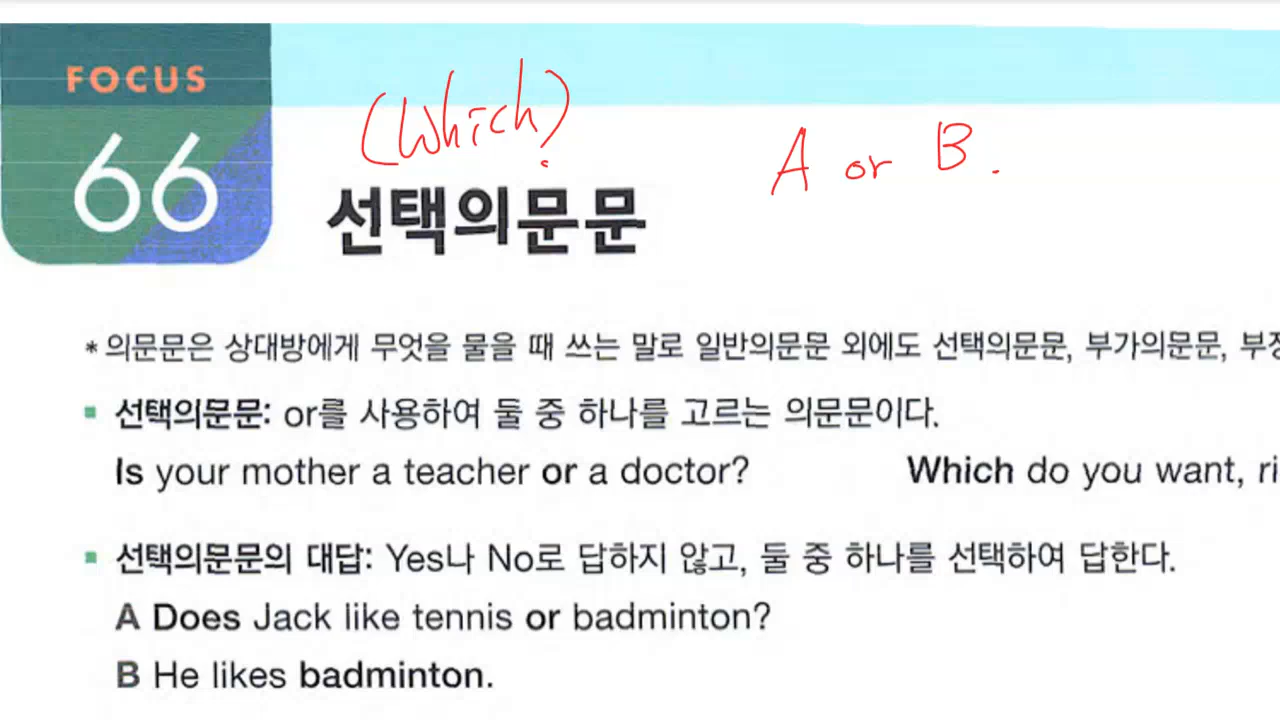 FOCUS
66
(Which)
A or B.
선택의문문
* 의문문은 상대방에게 무엇을 물을 때 쓰는 말로 일반의문문 외에도 선택의문문, 부가의문문,
선택의문문: or를 사용하여 둘 중 하나를 고르는 의문문이다.
Is your mother a teacher or a doctor? Which do you want,
선택의문문의 대답: Yes나 No로 답하지 않고, 둘 중 하나를 선택하여 답한다.
A Does Jack like tennis or badminton?
B He likes badminton.